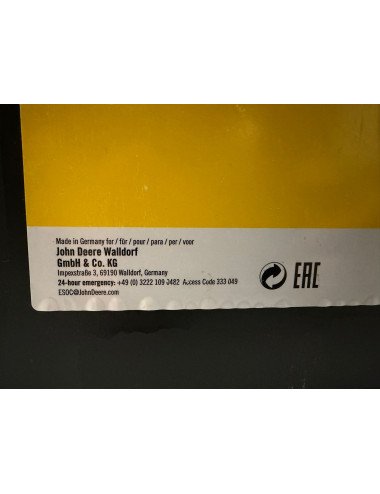 Made in Germany for / für / pour / para / per / voor
John Deere Walldorf
GmbH & Co. KG
Impexstraße 3, 69190 Walldorf, Germany
24-hour emergency: +49 (0) 3222 109 0482 Access Code 333 049
ESOC@JohnDeere.com
EAC